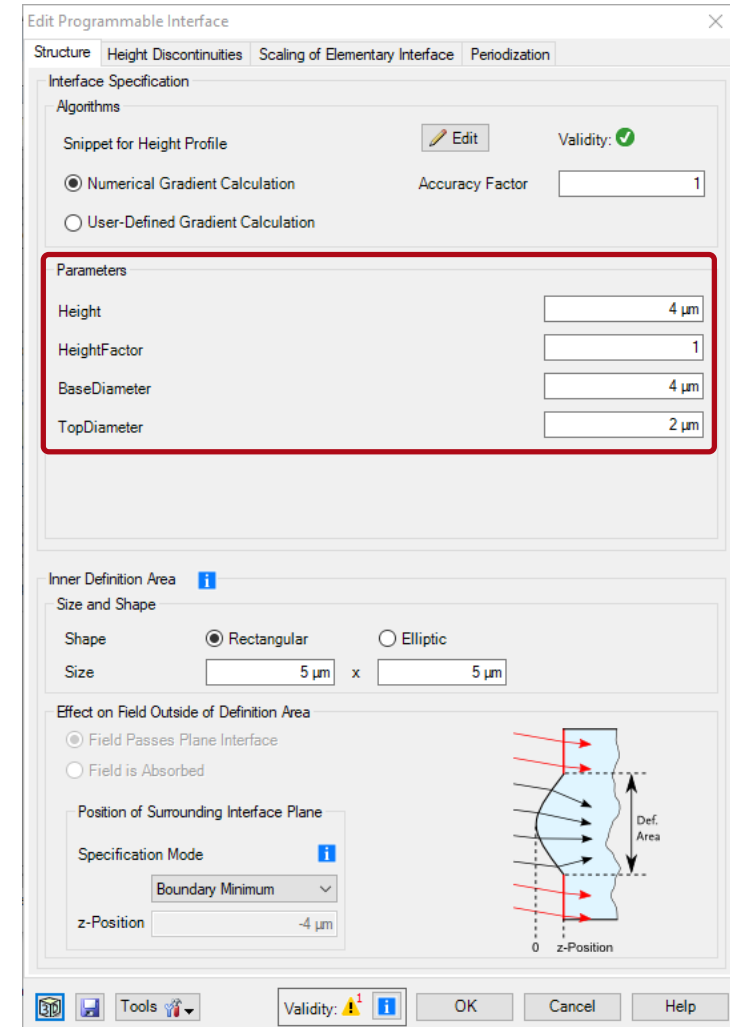 Edit Programmable Interface
Structure Height Discontinuities Scaling of Elementary Interface Periodization
Interface Specification
Algorithms
Snippet for Height Profile Edit Validity:
Numerical Gradient Calculation Accuracy Factor 1
User-Defined Gradient Calculation
Parameters
Height 4 µm
HeightFactor 1
BaseDiameter 4 µm
TopDiameter 2 µm
Inner Definition Area i
Size and Shape
Shape Rectangular Elliptic
Size 5 µm x 5 µm
Effect on Field Outside of Definition Area
Field Passes Plane Interface
Field is Absorbed
Position of Surrounding Interface Plane
Specification Mode i
Boundary Minimum
z-Position -4 µm
Def.
Area
0 z-Position
3D Tools Validity: 1 i OK Cancel Help